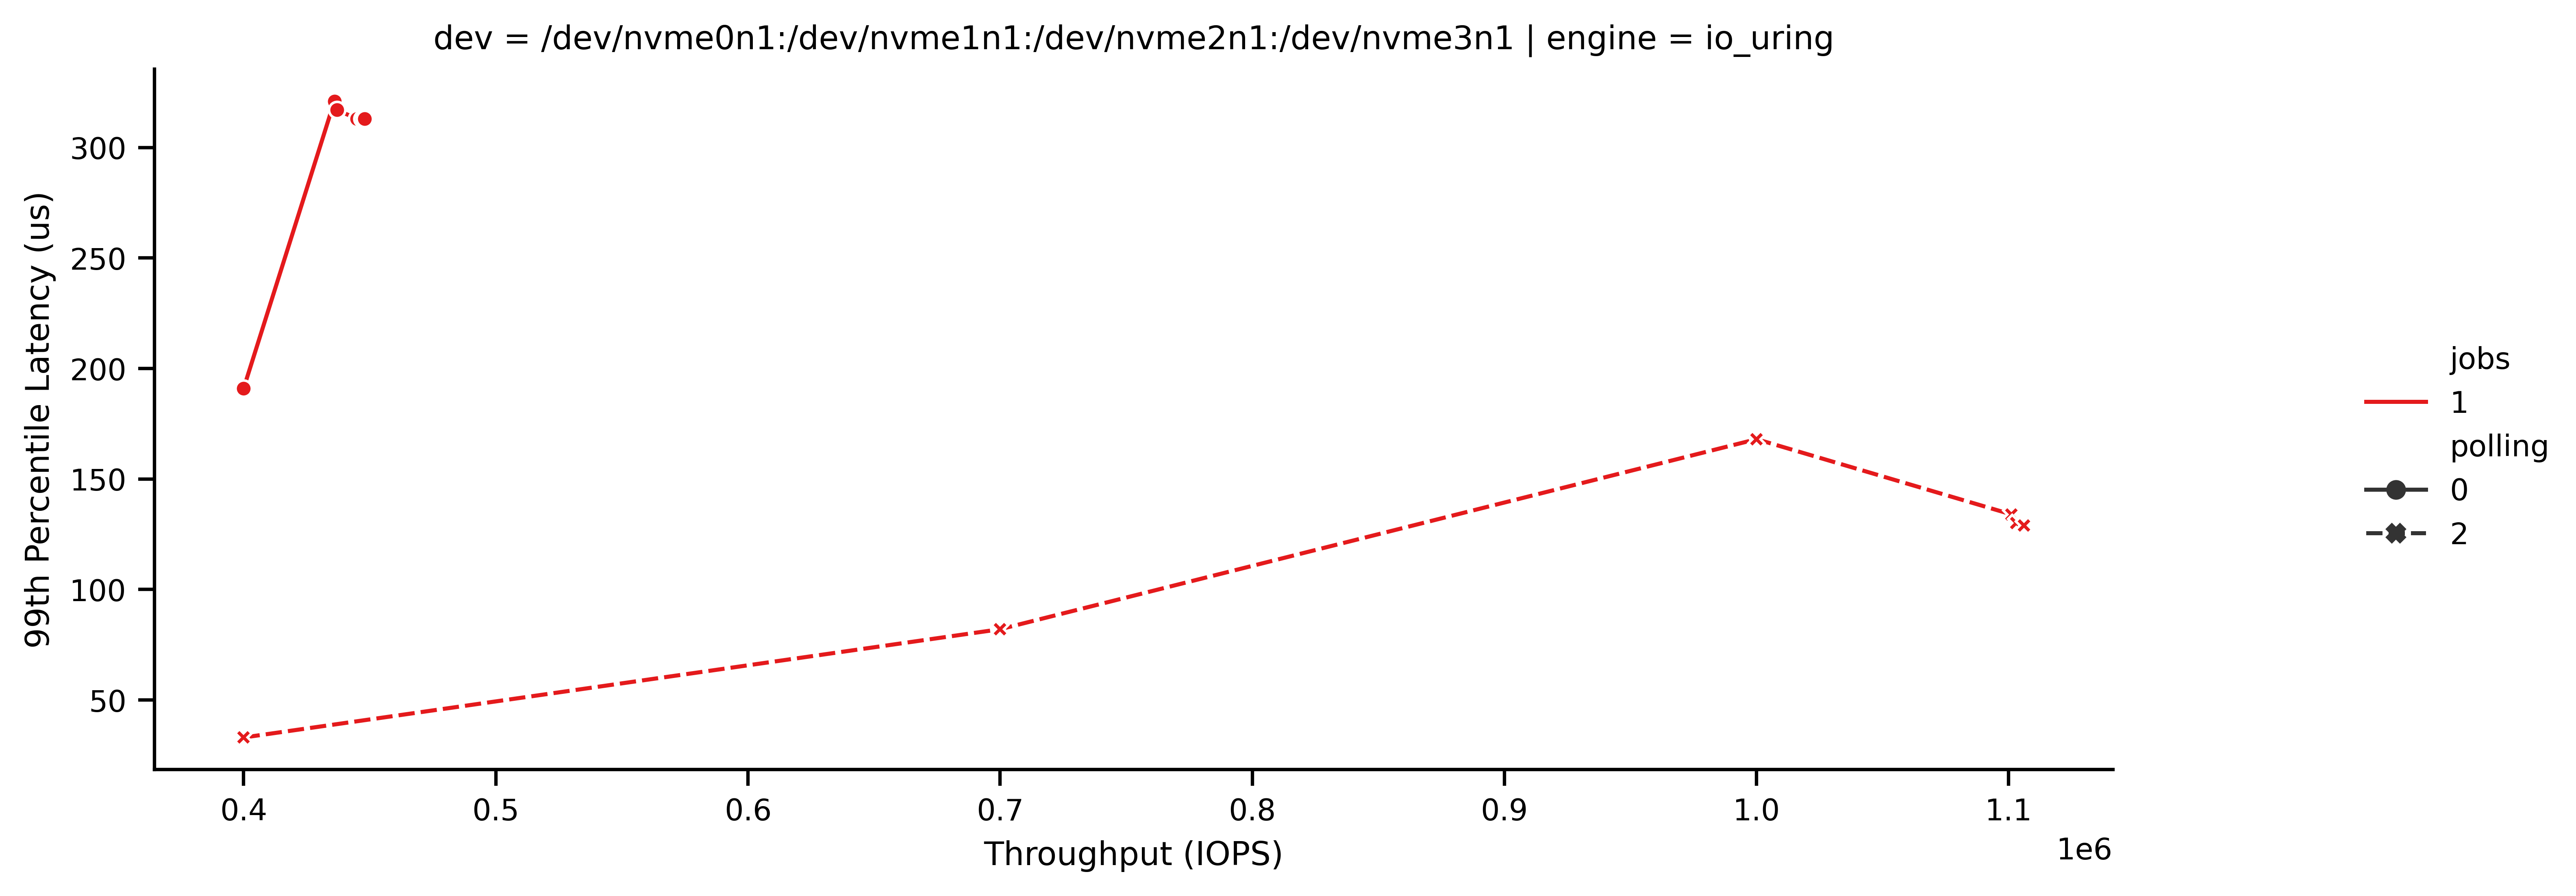 dev = /dev/nvme0n1:/dev/nvme1n1:/dev/nvme2n1:/dev/nvme3n1 | engine = io_uring
99th Percentile Latency (us)
300
250
200
150
100
50
0.4 0.5 0.6 0.7 0.8 0.9 1.0 1.1
1e6
Throughput (IOPS)
jobs
1
polling
0
2